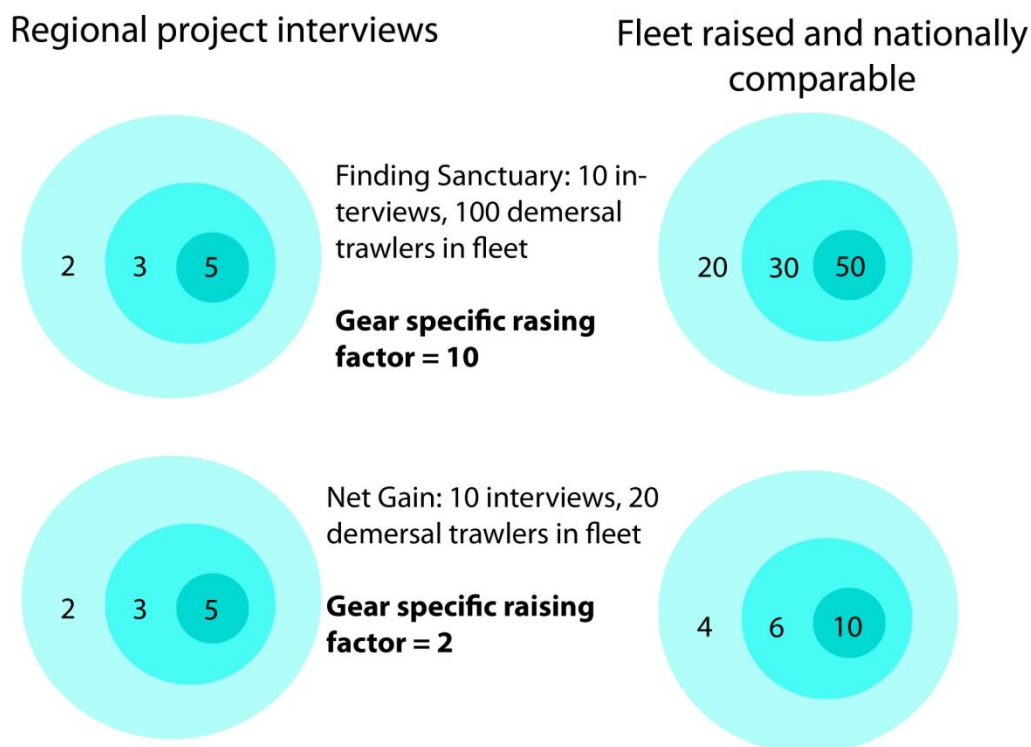 Regional project interviews
Fleet raised and nationally
comparable
2
3
5
Finding Sanctuary: 10 in-
terviews, 100 demersal
trawlers in fleet
Gear specific rasing
factor = 10
20
30
50
2
3
5
Net Gain: 10 interviews, 20
demersal trawlers in fleet
Gear specific raising
factor = 2
4
6
10